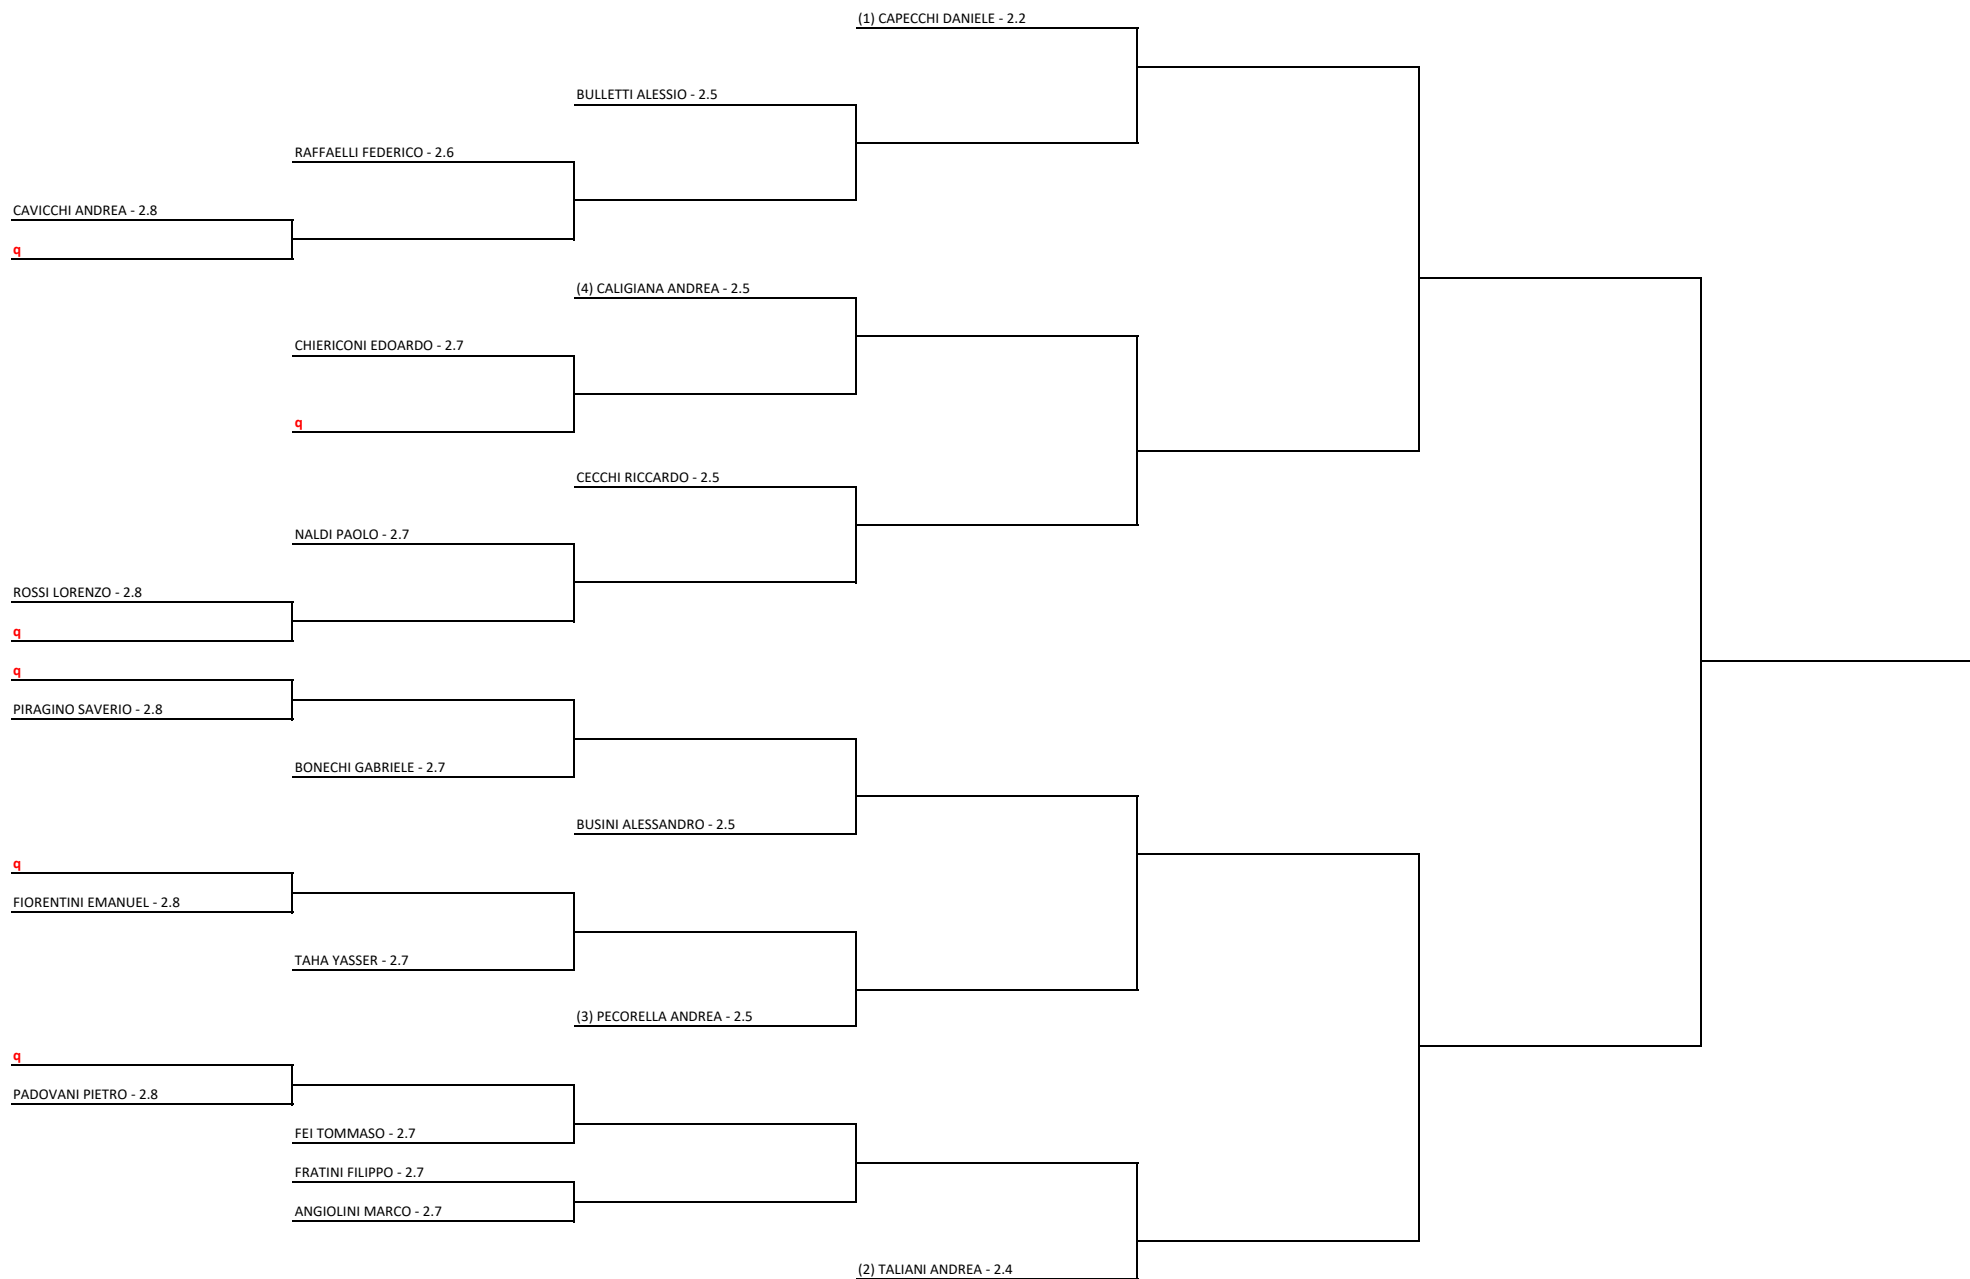 (1) CAPECCHI DANIELE - 2.2
BULLETTI ALESSIO - 2.5
RAFFAELLI FEDERICO - 2.6
CAVICCHI ANDREA - 2.8
q
(4) CALIGIANA ANDREA - 2.5
CHIERICONI EDOARDO - 2.7
q
CECCHI RICCARDO - 2.5
NALDI PAOLO - 2.7
ROSSI LORENZO - 2.8
q
q
PIRAGINO SAVERIO - 2.8
BONECHI GABRIELE - 2.7
BUSINI ALESSANDRO - 2.5
q
FIORENTINI EMANUEL - 2.8
TAHA YASSER - 2.7
(3) PECORELLA ANDREA - 2.5
q
PADOVANI PIETRO - 2.8
FEI TOMMASO - 2.7
FRATINI FILIPPO - 2.7
ANGIOLINI MARCO - 2.7
(2) TALIANI ANDREA - 2.4